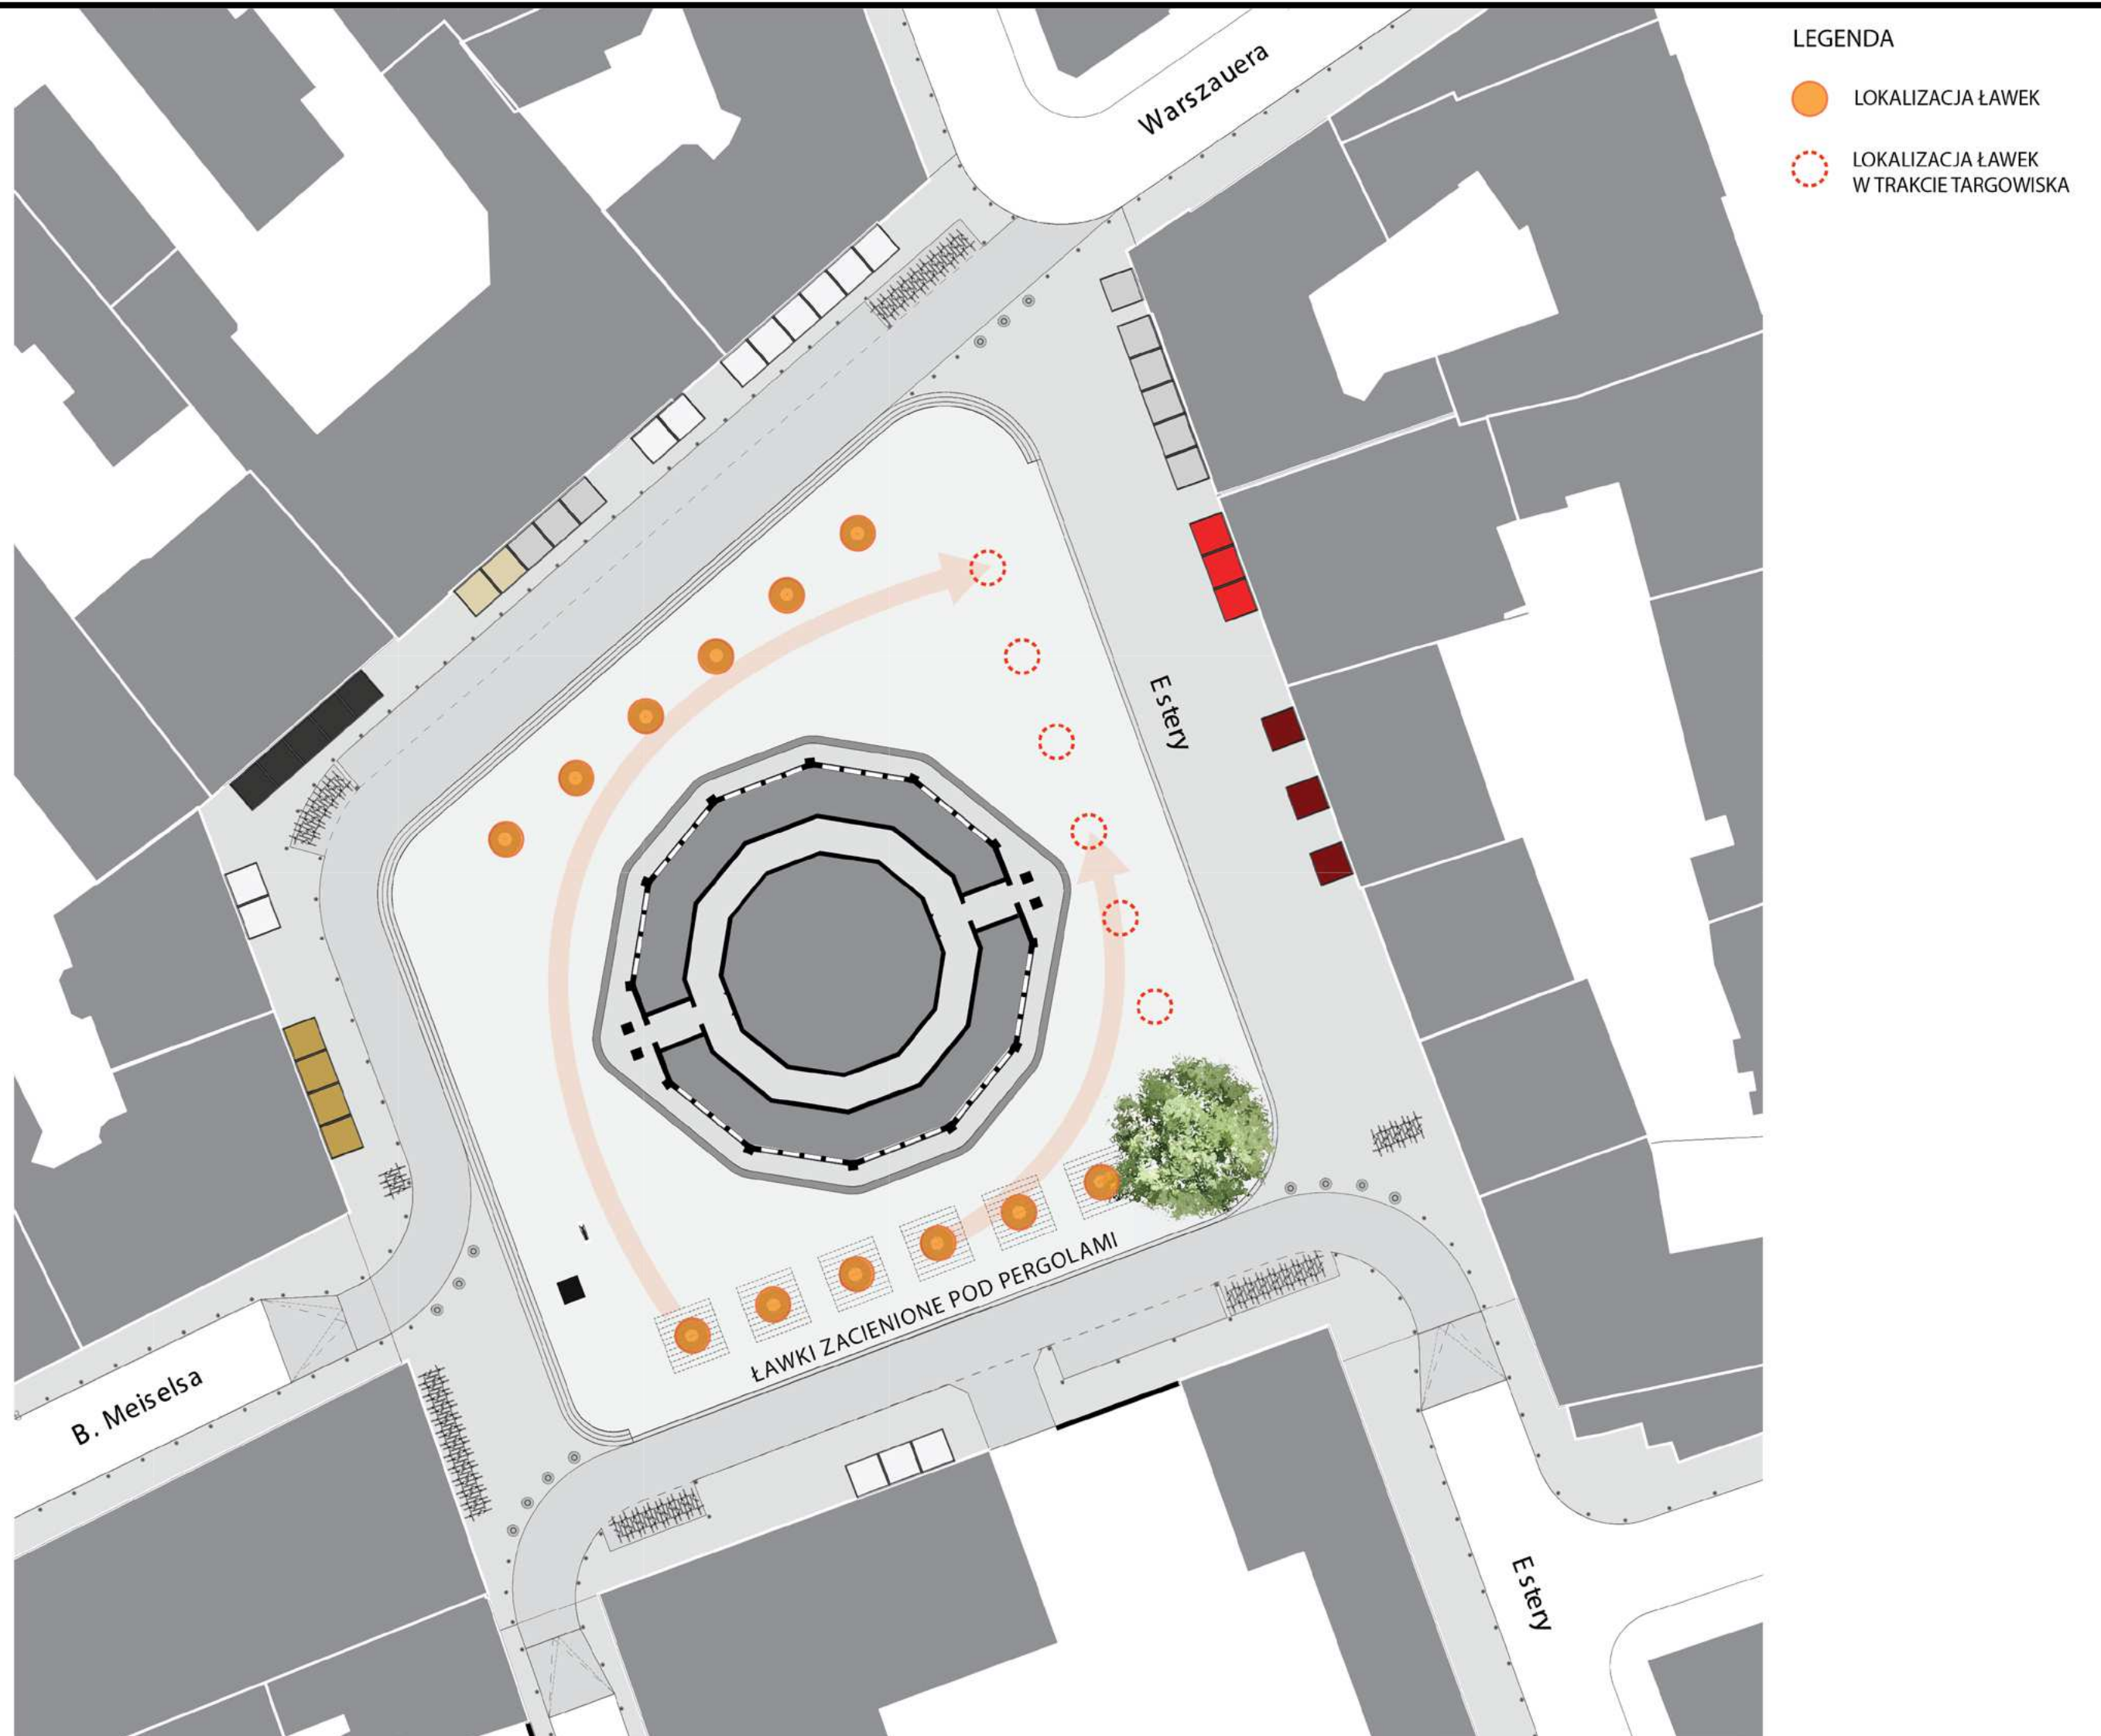 LEGENDA
LOKALIZACJA ŁAWEK
LOKALIZACJA ŁAWEK
W TRAKCIE TARGOWISKA
Warszauera
Estery
ŁAWKI ZACIENIONE POD PERGOLAMI
B. Meiselsa
Estery